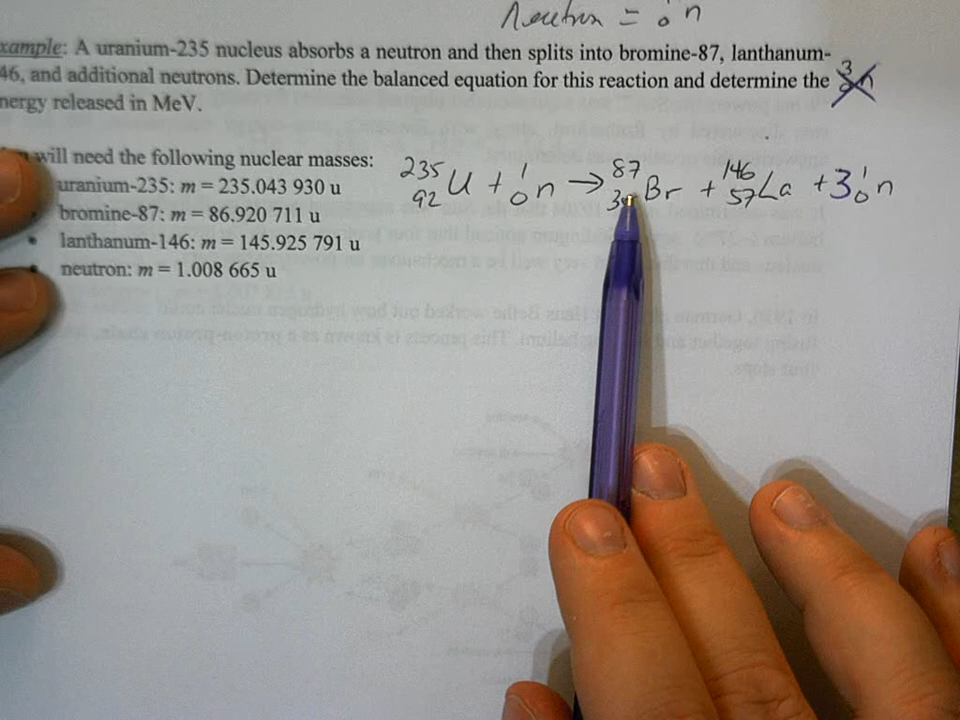 Neutron = ¹₀n
xample: A uranium-235 nucleus absorbs a neutron and then splits into bromine-87, lanthanum-
46, and additional neutrons. Determine the balanced equation for this reaction and determine the
nergy released in MeV.
3
will need the following nuclear masses:
uranium-235: m = 235.043 930 u
bromine-87: m = 86.920 711 u
lanthanum-146: m = 145.925 791 u
neutron: m = 1.008 665 u
²³⁵₉₂U + ¹₀n → ⁸⁷₃Br + ¹⁴⁶₅₇La + 3¹₀n